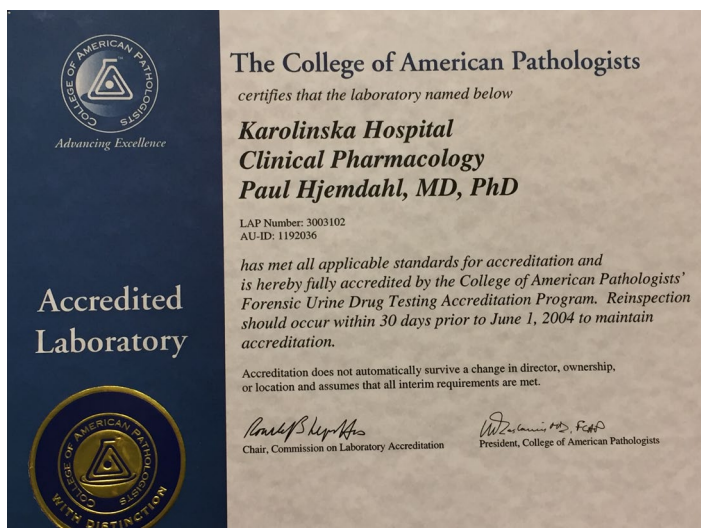 COLLEGE OF AMERICAN PATHOLOGISTS
Advancing Excellence
Accredited
Laboratory
COLLEGE OF AMERICAN PATHOLOGISTS
WITH DISTINCTION
The College of American Pathologists
certifies that the laboratory named below
Karolinska Hospital
Clinical Pharmacology
Paul Hjemdahl, MD, PhD
LAP Number: 3003102
AU-ID: 1192036
has met all applicable standards for accreditation and
is hereby fully accredited by the College of American Pathologists'
Forensic Urine Drug Testing Accreditation Program. Reinspection
should occur within 30 days prior to June 1, 2004 to maintain
accreditation.
Accreditation does not automatically survive a change in director, ownership,
or location and assumes that all interim requirements are met.
Chair, Commission on Laboratory Accreditation
President, College of American Pathologists